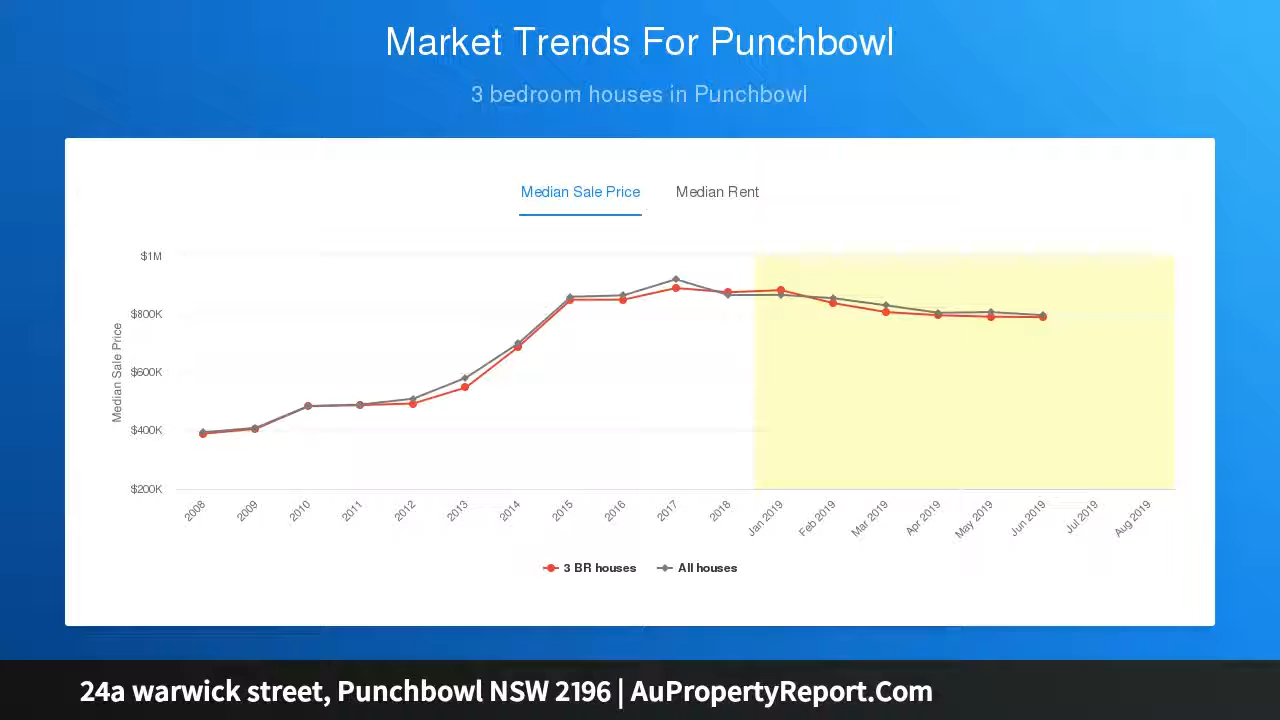 Market Trends For Punchbowl
3 bedroom houses in Punchbowl
Median Sale Price Median Rent
Median Sale Price
$1M
$800K
$600K
$400K
$200K
2008 2009 2010 2011 2012 2013 2014 2015 2016 2017 2018 Jan 2019 Feb 2019 Mar 2019 Apr 2019 May 2019 Jun 2019 Jul 2019 Aug 2019
3 BR houses All houses
24a warwick street, Punchbowl NSW 2196 | AuPropertyReport.Com